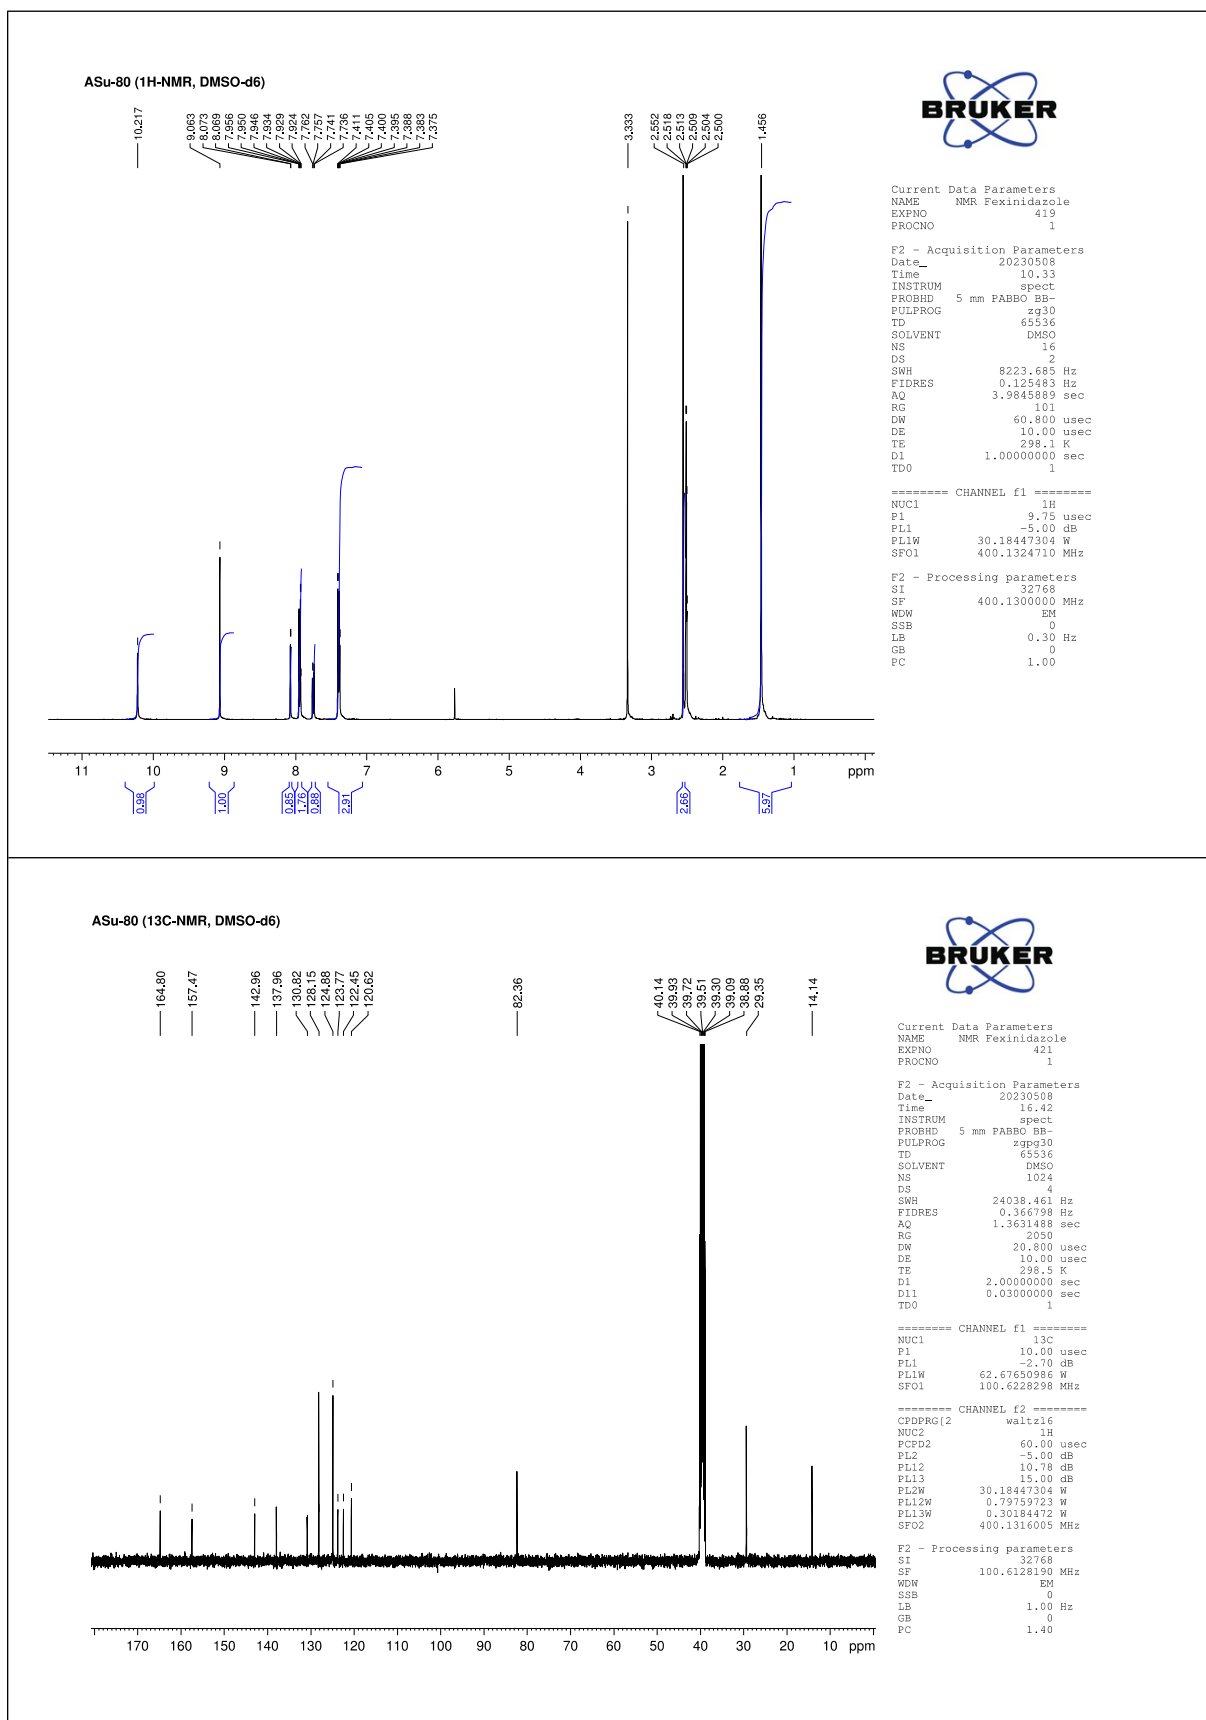 ASu-80 (1H-NMR, DMSO-d6)
10.217
9.063
8.073
8.069
7.956
7.950
7.946
7.934
7.929
7.924
7.762
7.757
7.741
7.736
7.411
7.405
7.400
7.395
7.388
7.383
7.375
3.333
2.552
2.518
2.513
2.509
2.504
2.500
1.456
BRUKER
Current Data Parameters
NAME NMR Fexinidazole
EXPNO 419
PROCNO 1
F2 - Acquisition Parameters
Date_ 20230508
Time 10.33
INSTRUM spect
PROBHD 5 mm PABBO BB-
PULPROG zg30
TD 65536
SOLVENT DMSO
NS 16
DS 2
SWH 8223.685 Hz
FIDRES 0.125483 Hz
AQ 3.9845889 sec
RG 101
DW 60.800 usec
DE 10.00 usec
TE 298.1 K
D1 1.00000000 sec
TD0 1
======== CHANNEL f1 ========
NUC1 1H
P1 9.75 usec
PL1 -5.00 dB
PL1W 30.18447304 W
SFO1 400.1324710 MHz
F2 - Processing parameters
SI 32768
SF 400.1300000 MHz
WDW EM
SSB 0
LB 0.30 Hz
GB 0
PC 1.00
11 10 9 8 7 6 5 4 3 2 1 ppm
0.98 1.00 0.85 1.76 0.88 2.91 2.66 5.97
ASu-80 (13C-NMR, DMSO-d6)
164.80
157.47
142.96
137.96
130.82
128.15
124.88
123.77
122.45
120.62
82.36
40.14
39.93
39.72
39.51
39.30
39.09
38.88
29.35
14.14
BRUKER
Current Data Parameters
NAME NMR Fexinidazole
EXPNO 421
PROCNO 1
F2 - Acquisition Parameters
Date_ 20230508
Time 16.42
INSTRUM spect
PROBHD 5 mm PABBO BB-
PULPROG zgpg30
TD 65536
SOLVENT DMSO
NS 1024
DS 4
SWH 24038.461 Hz
FIDRES 0.366798 Hz
AQ 1.3631488 sec
RG 2050
DW 20.800 usec
DE 10.00 usec
TE 298.5 K
D1 2.00000000 sec
D11 0.03000000 sec
TD0 1
======== CHANNEL f1 ========
NUC1 13C
P1 10.00 usec
PL1 -2.70 dB
PL1W 62.67650986 W
SFO1 100.6228298 MHz
======== CHANNEL f2 ========
CPDPRG[2 waltz16
NUC2 1H
PCPD2 60.00 usec
PL2 -5.00 dB
PL12 10.78 dB
PL13 15.00 dB
PL2W 30.18447304 W
PL12W 0.79759723 W
PL13W 0.30184472 W
SFO2 400.1316005 MHz
F2 - Processing parameters
SI 32768
SF 100.6128190 MHz
WDW EM
SSB 0
LB 1.00 Hz
GB 0
PC 1.40
170 160 150 140 130 120 110 100 90 80 70 60 50 40 30 20 10 ppm